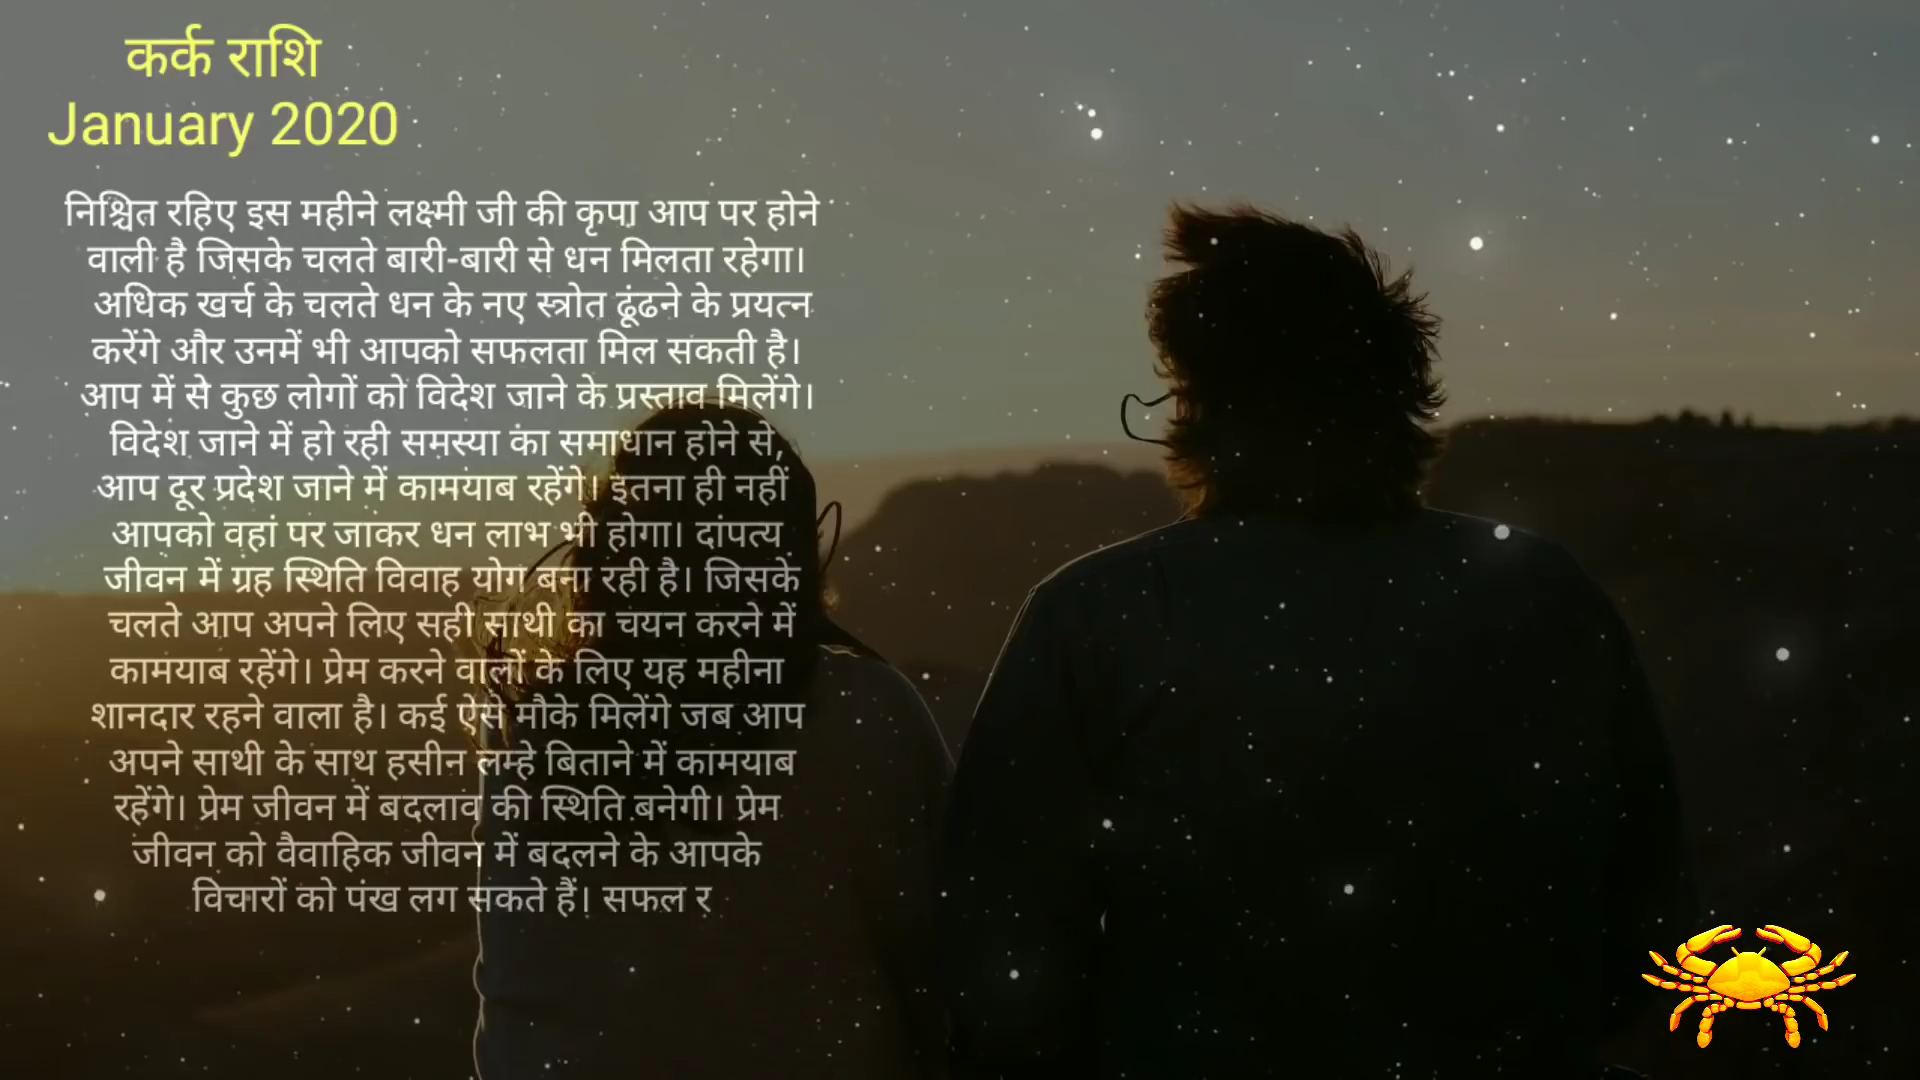 कर्क राशि
January 2020
निश्चित रहिए इस महीने लक्ष्मी जी की कृपा आप पर होने
वाली है जिसके चलते बारी-बारी से धन मिलता रहेगा।
अधिक खर्च के चलते धन के नए स्त्रोत ढूंढने के प्रयत्न
करेंगे और उनमें भी आपको सफलता मिल सकती है।
आप में से कुछ लोगों को विदेश जाने के प्रस्ताव मिलेंगे।
विदेश जाने में हो रही समस्या का समाधान होने से,
आप दूर प्रदेश जाने में कामयाब रहेंगे। इतना ही नहीं
आपको वहां पर जाकर धन लाभ भी होगा। दांपत्य
जीवन में ग्रह स्थिति विवाह योग बना रही है। जिसके
चलते आप अपने लिए सही साथी का चयन करने में
कामयाब रहेंगे। प्रेम करने वालों के लिए यह महीना
शानदार रहने वाला है। कई ऐसे मौके मिलेंगे जब आप
अपने साथी के साथ हसीन लम्हे बिताने में कामयाब
रहेंगे। प्रेम जीवन में बदलाव की स्थिति बनेगी। प्रेम
जीवन को वैवाहिक जीवन में बदलने के आपके
विचारों को पंख लग सकते हैं। सफल र